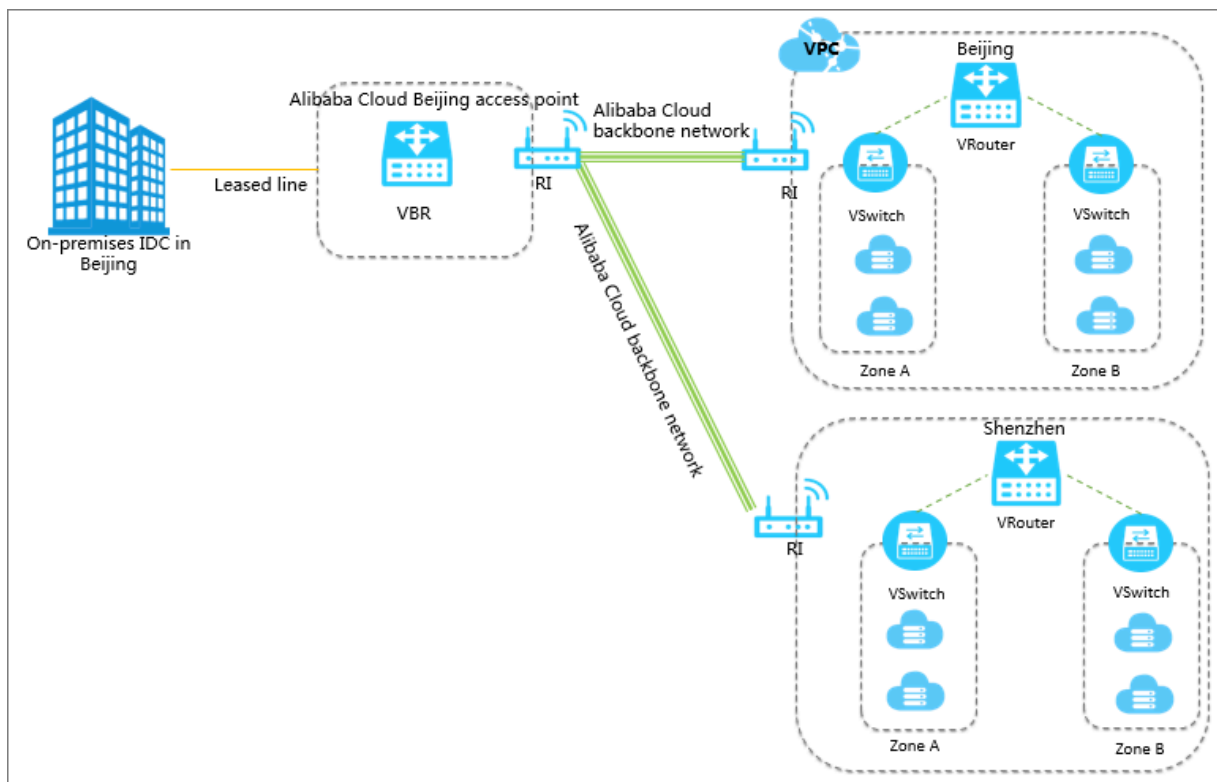 VPC
Beijing
Alibaba Cloud Beijing access point
Alibaba Cloud
backbone network
VRouter
Leased line
VBR
RI
RI
VSwitch
VSwitch
On-premises IDC in
Beijing
Alibaba Cloud backbone network
Zone A
Zone B
Shenzhen
VRouter
RI
VSwitch
VSwitch
Zone A
Zone B